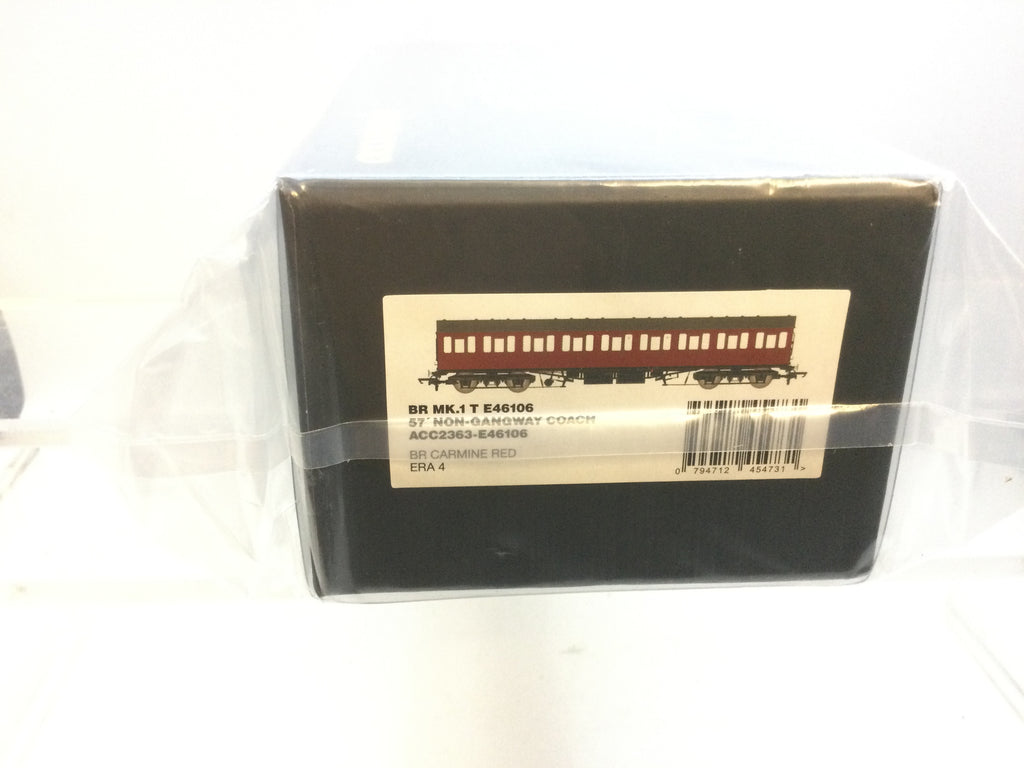 BR MK.1 T E46106
57' NON-GANGWAY COACH
ACC2363-E46106
BR CARMINE RED
ERA 4
0 794712 454731 >